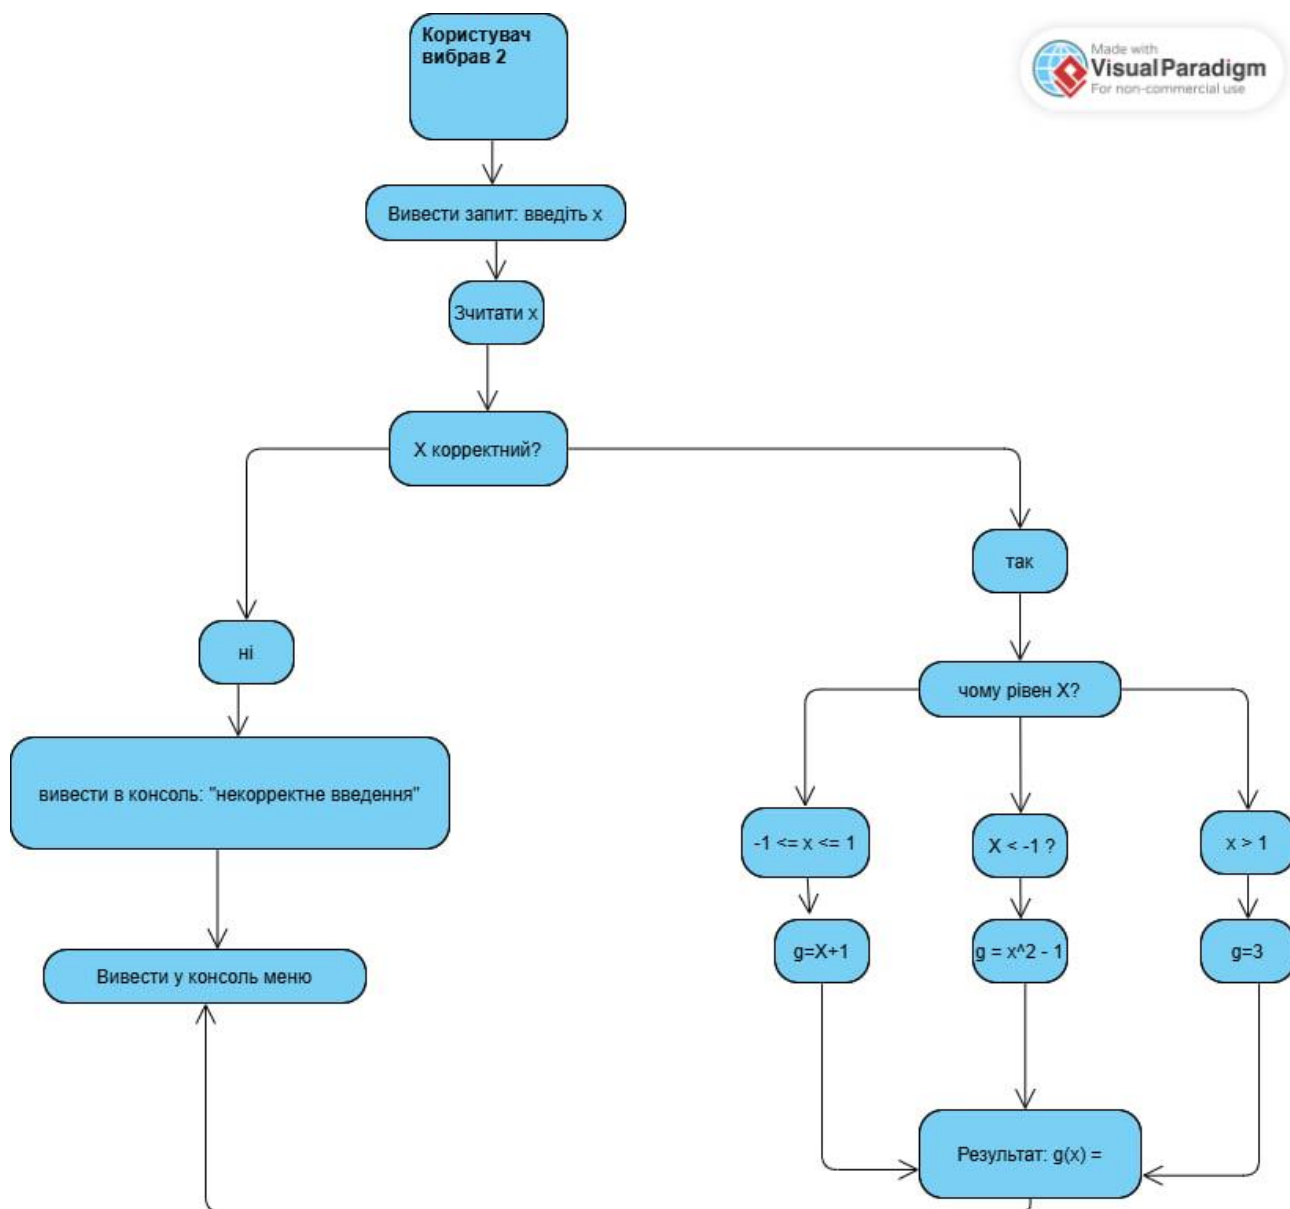 Користувач
вибрав 2
Made with
Visual Paradigm
For non-commercial use
Вивести запит: введіть x
Зчитати x
X корректний?
так
ні
чому рівен X?
вивести в консоль: "некорректне введення"
-1 <= x <= 1
X < -1 ?
x > 1
g=X+1
g = x^2 - 1
g=3
Вивести у консоль меню
Результат: g(x) =